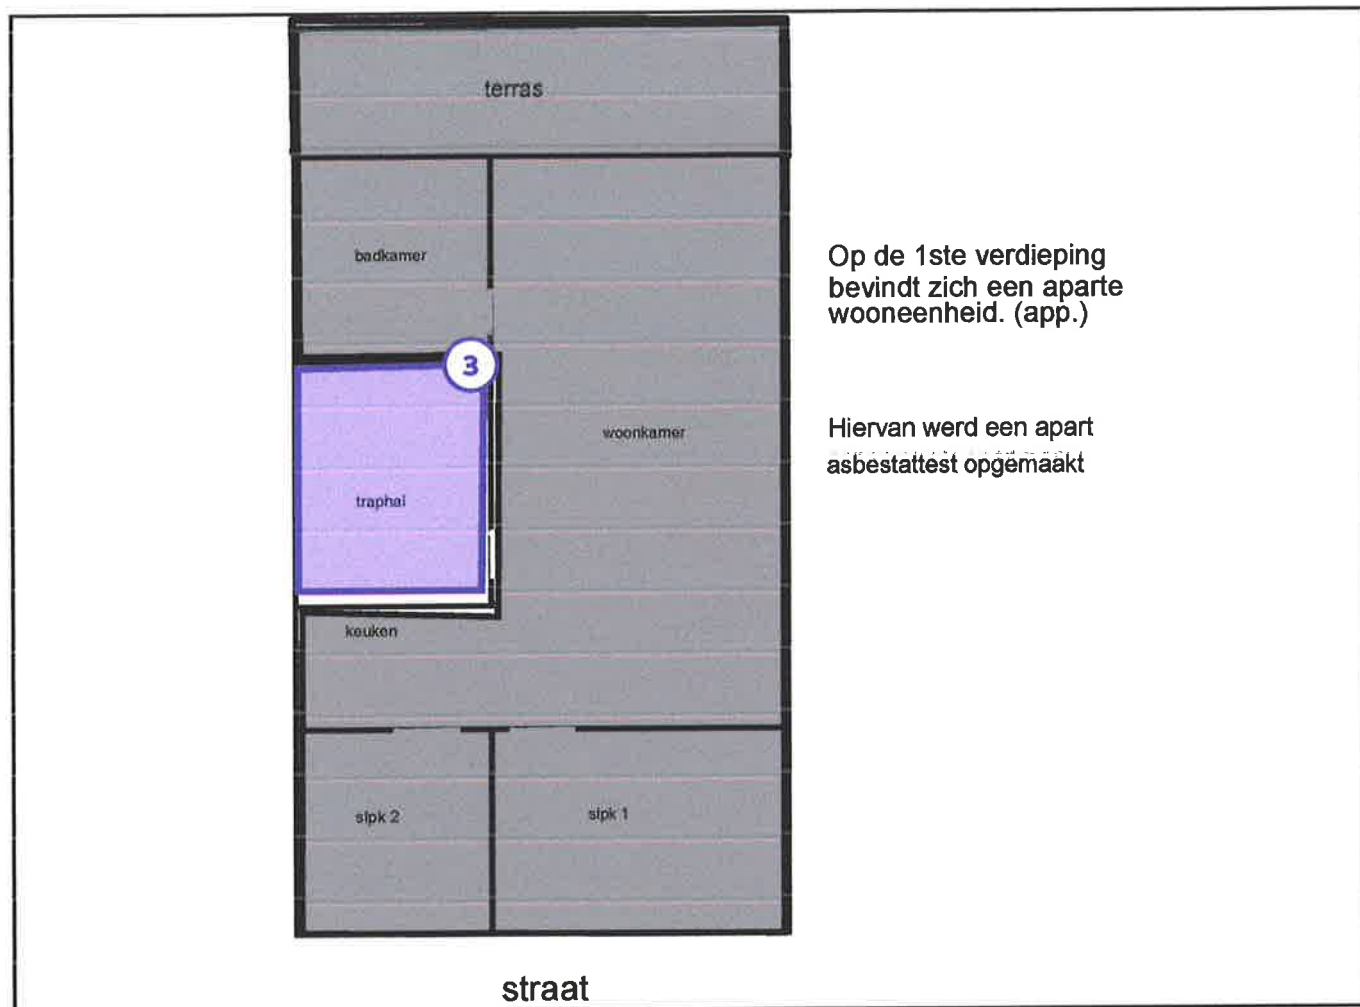 terras
badkamer
Op de 1ste verdieping
bevindt zich een aparte
wooneenheid. (app.)
3
woonkamer
Hiervan werd een apart
asbestattest opgemaakt
traphal
keuken
slpk 2
slpk 1
straat